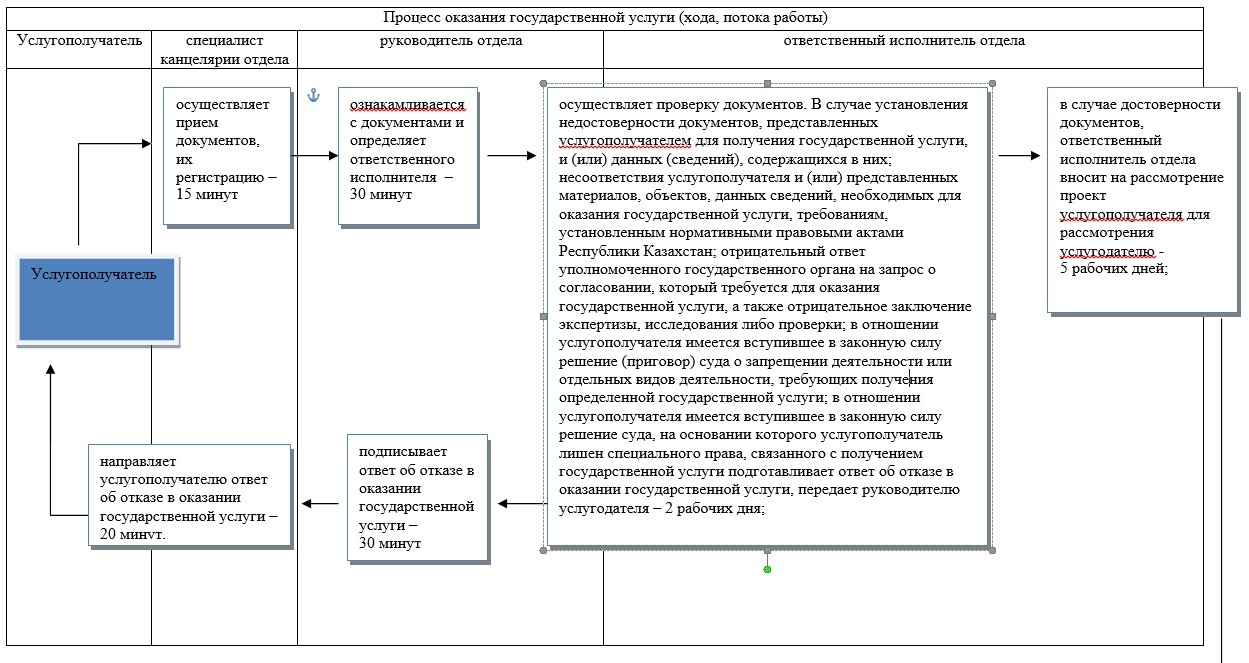 Процесс оказания государственной услуги (хода, потока работы)
Услугополучатель
специалист
канцелярии отдела
руководитель отдела
ответственный исполнитель отдела
Услугополучатель
осуществляет
прием
документов,
их
регистрацию –
15 минут
ознакамливается
с документами и
определяет
ответственного
исполнителя –
30 минут
осуществляет проверку документов. В случае установления
недостоверности документов, представленных
услугополучателем для получения государственной услуги,
и (или) данных (сведений), содержащихся в них;
несоответствия услугополучателя и (или) представленных
материалов, объектов, данных сведений, необходимых для
оказания государственной услуги, требованиям,
установленным нормативными правовыми актами
Республики Казахстан; отрицательный ответ
уполномоченного государственного органа на запрос о
согласовании, который требуется для оказания
государственной услуги, а также отрицательное заключение
экспертизы, исследования либо проверки; в отношении
услугополучателя имеется вступившее в законную силу
решение (приговор) суда о запрещении деятельности или
отдельных видов деятельности, требующих получения
определенной государственной услуги; в отношении
услугополучателя имеется вступившее в законную силу
решение суда, на основании которого услугополучатель
лишен специального права, связанного с получением
государственной услуги подготавливает ответ об отказе в
оказании государственной услуги, передает руководителю
услугодателя – 2 рабочих дня;
в случае достоверности
документов,
ответственный
исполнитель отдела
вносит на рассмотрение
проект
услугополучателя для
рассмотрения
услугодателю -
5 рабочих дней;
подписывает
ответ об отказе в
оказании
государственной
услуги –
30 минут
направляет
услугополучателю ответ
об отказе в оказании
государственной услуги –
20 минут.